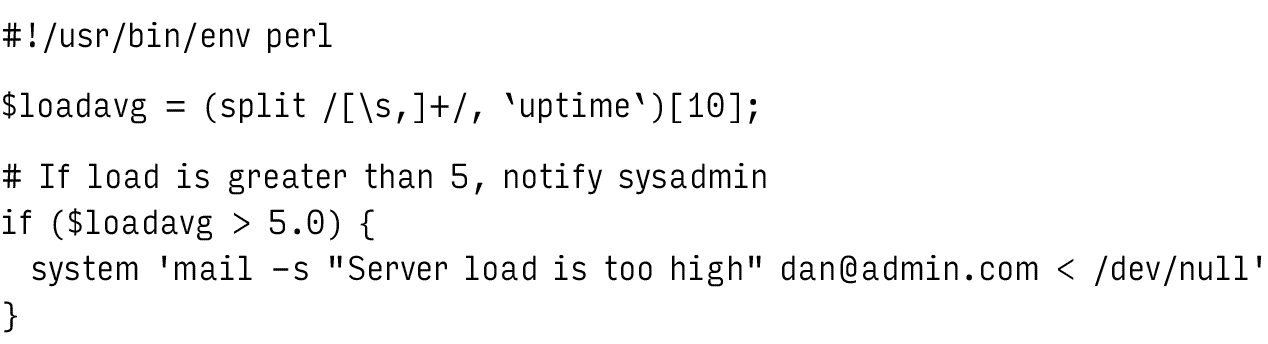 #!/usr/bin/env perl
$loadavg = (split /[\s,]+/, `uptime`)[10];
# If load is greater than 5, notify sysadmin
if ($loadavg > 5.0) {
  system 'mail -s "Server load is too high" dan@admin.com < /dev/null'
}